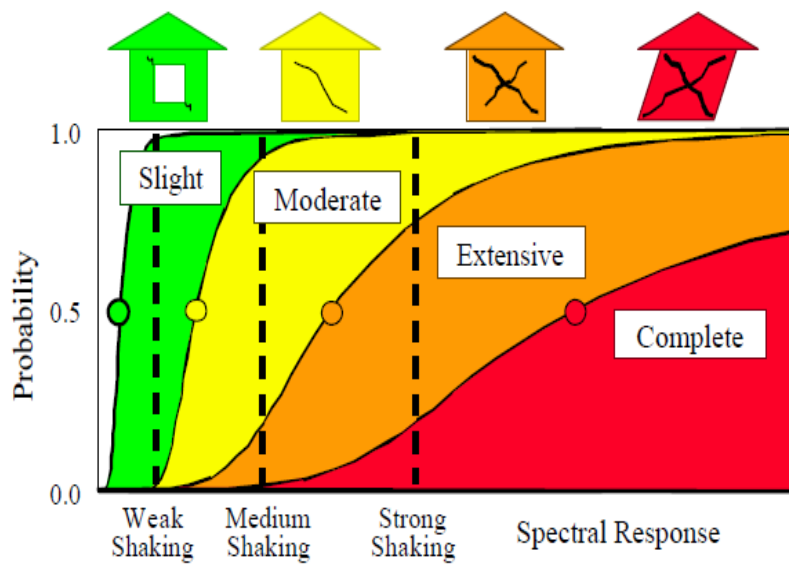 1.0
Slight
Moderate
Extensive
0.5
Complete
Probability
0.0
Weak
Shaking
Medium
Shaking
Strong
Shaking
Spectral Response